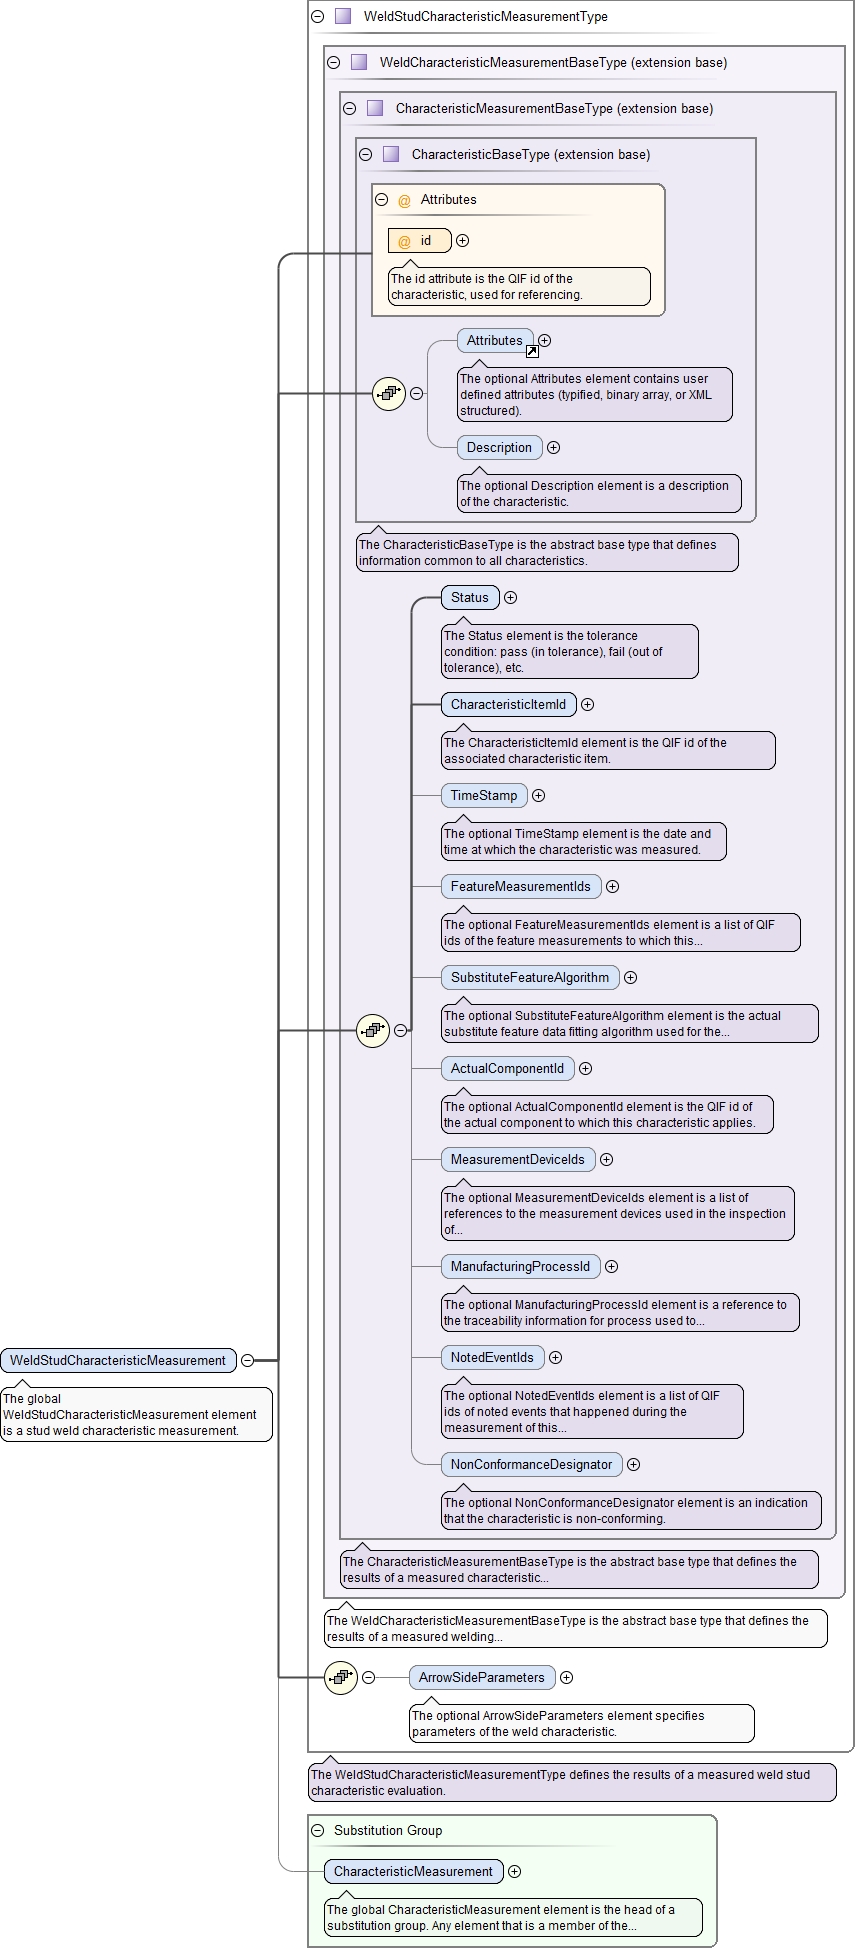 WeldStudCharacteristicMeasurementType
WeldCharacteristicMeasurementBaseType (extension base)
CharacteristicMeasurementBaseType (extension base)
CharacteristicBaseType (extension base)
@ Attributes
@ id
The id attribute is the QIF id of the
characteristic, used for referencing.
Attributes
The optional Attributes element contains user
defined attributes (typified, binary array, or XML
structured).
Description
The optional Description element is a description
of the characteristic.
The CharacteristicBaseType is the abstract base type that defines
information common to all characteristics.
Status
The Status element is the tolerance
condition: pass (in tolerance), fail (out of
tolerance), etc.
CharacteristicItemId
The CharacteristicItemId element is the QIF id of the
associated characteristic item.
TimeStamp
The optional TimeStamp element is the date and
time at which the characteristic was measured.
FeatureMeasurementIds
The optional FeatureMeasurementIds element is a list of QIF
ids of the feature measurements to which this...
SubstituteFeatureAlgorithm
The optional SubstituteFeatureAlgorithm element is the actual
substitute feature data fitting algorithm used for the...
ActualComponentId
The optional ActualComponentId element is the QIF id of
the actual component to which this characteristic applies.
MeasurementDeviceIds
The optional MeasurementDeviceIds element is a list of
references to the measurement devices used in the inspection
of...
ManufacturingProcessId
The optional ManufacturingProcessId element is a reference to
the traceability information for process used to...
WeldStudCharacteristicMeasurement
The global
WeldStudCharacteristicMeasurement element
is a stud weld characteristic measurement.
NotedEventIds
The optional NotedEventIds element is a list of QIF
ids of noted events that happened during the
measurement of this...
NonConformanceDesignator
The optional NonConformanceDesignator element is an indication
that the characteristic is non-conforming.
The CharacteristicMeasurementBaseType is the abstract base type that defines the
results of a measured characteristic...
The WeldCharacteristicMeasurementBaseType is the abstract base type that defines the
results of a measured welding...
ArrowSideParameters
The optional ArrowSideParameters element specifies
parameters of the weld characteristic.
The WeldStudCharacteristicMeasurementType defines the results of a measured weld stud
characteristic evaluation.
Substitution Group
CharacteristicMeasurement
The global CharacteristicMeasurement element is the head of a
substitution group. Any element that is a member of the...